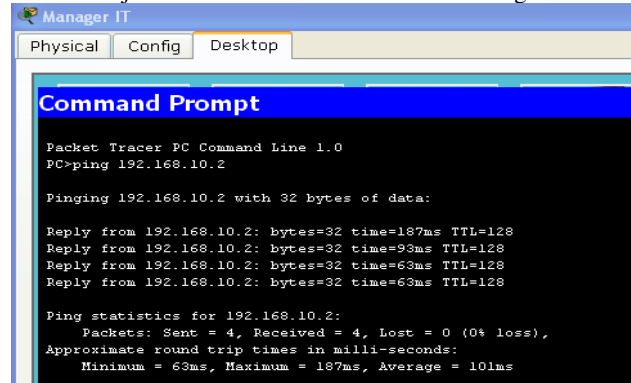 Manager IT
Physical Config Desktop
Command Prompt
Packet Tracer PC Command Line 1.0
PC>ping 192.168.10.2
Pinging 192.168.10.2 with 32 bytes of data:
Reply from 192.168.10.2: bytes=32 time=187ms TTL=128
Reply from 192.168.10.2: bytes=32 time=93ms TTL=128
Reply from 192.168.10.2: bytes=32 time=63ms TTL=128
Reply from 192.168.10.2: bytes=32 time=63ms TTL=128
Ping statistics for 192.168.10.2:
Packets: Sent = 4, Received = 4, Lost = 0 (0% loss),
Approximate round trip times in milli-seconds:
Minimum = 63ms, Maximum = 187ms, Average = 101ms